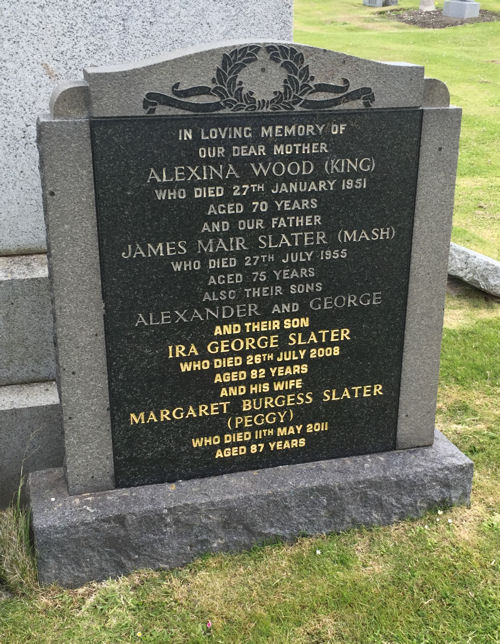 IN LOVING MEMORY OF
OUR DEAR MOTHER
ALEXINA WOOD (KING)
WHO DIED 27TH JANUARY 1951
AGED 70 YEARS
AND OUR FATHER
JAMES MAIR SLATER (MASH)
WHO DIED 27TH JULY 1955
AGED 75 YEARS
ALSO THEIR SONS
ALEXANDER AND GEORGE
AND THEIR SON
IRA GEORGE SLATER
WHO DIED 26TH JULY 2008
AGED 82 YEARS
AND HIS WIFE
MARGARET BURGESS SLATER
(PEGGY)
WHO DIED 11TH MAY 2011
AGED 87 YEARS